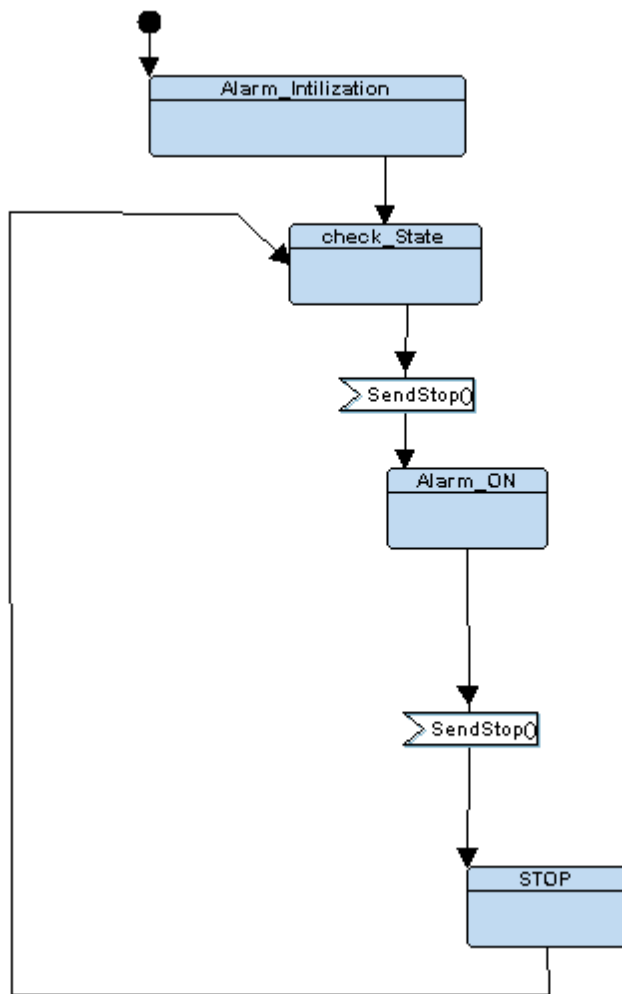 Alarm_Intilization
check_State
SendStop()
Alarm_ON
SendStop()
STOP